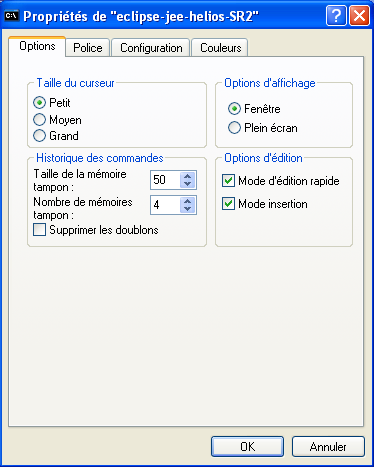 C:\ Propriétés de "eclipse-jee-helios-SR2"
Options Police Configuration Couleurs
Taille du curseur
Petit
Moyen
Grand
Options d'affichage
Fenêtre
Plein écran
Historique des commandes
Taille de la mémoire
tampon : 50
Nombre de mémoires
tampon : 4
Supprimer les doublons
Options d'édition
Mode d'édition rapide
Mode insertion
OK Annuler